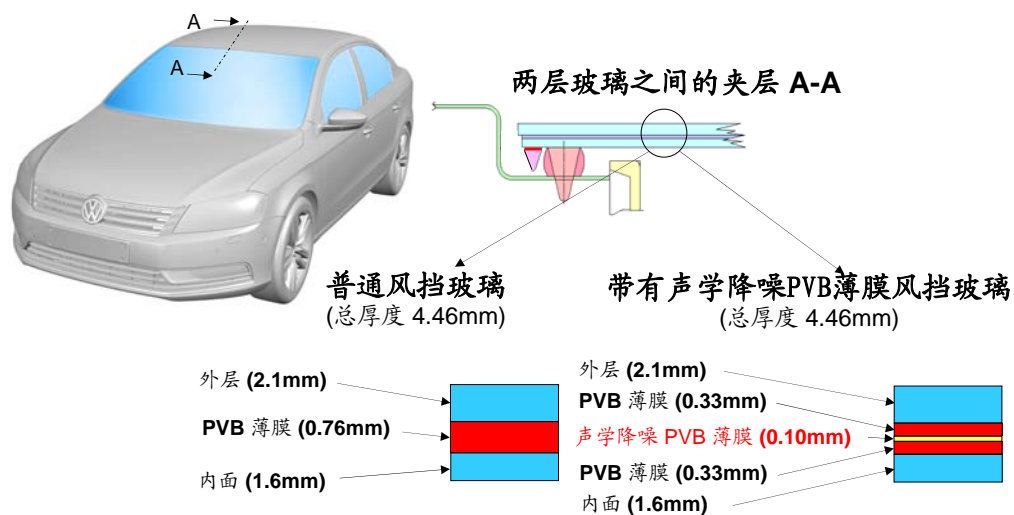 A
A
两层玻璃之间的夹层 A-A
普通风挡玻璃
(总厚度 4.46mm)
带有声学降噪PVB薄膜风挡玻璃
(总厚度 4.46mm)
外层 (2.1mm)
PVB 薄膜 (0.76mm)
内面 (1.6mm)
外层 (2.1mm)
PVB 薄膜 (0.33mm)
声学降噪 PVB 薄膜 (0.10mm)
PVB 薄膜 (0.33mm)
内面 (1.6mm)